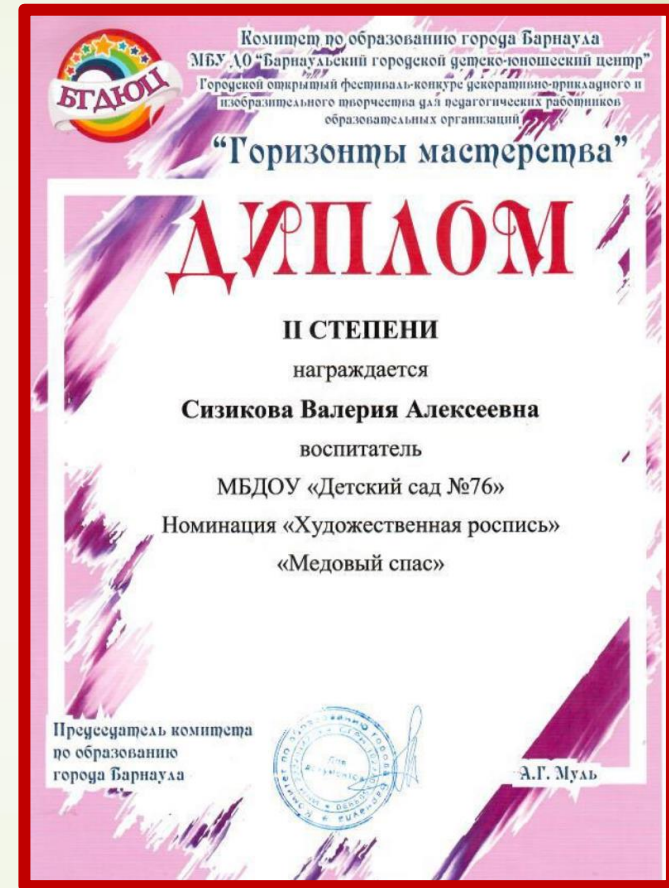 Комитет по образованию города Барнаула
МБУ ДО "Барнаульский городской детско-юношеский центр"
Городской открытый фестиваль-конкурс декоративно-прикладного и
изобразительного творчества для педагогических работников
образовательных организаций
"Горизонты мастерства"
БГДЮЦ
ДИПЛОМ
II СТЕПЕНИ
награждается
Сизикова Валерия Алексеевна
воспитатель
МБДОУ «Детский сад №76»
Номинация «Художественная роспись»
«Медовый спас»
Председатель комитета
по образованию
города Барнаула
Для
документов
А.Г. Муль